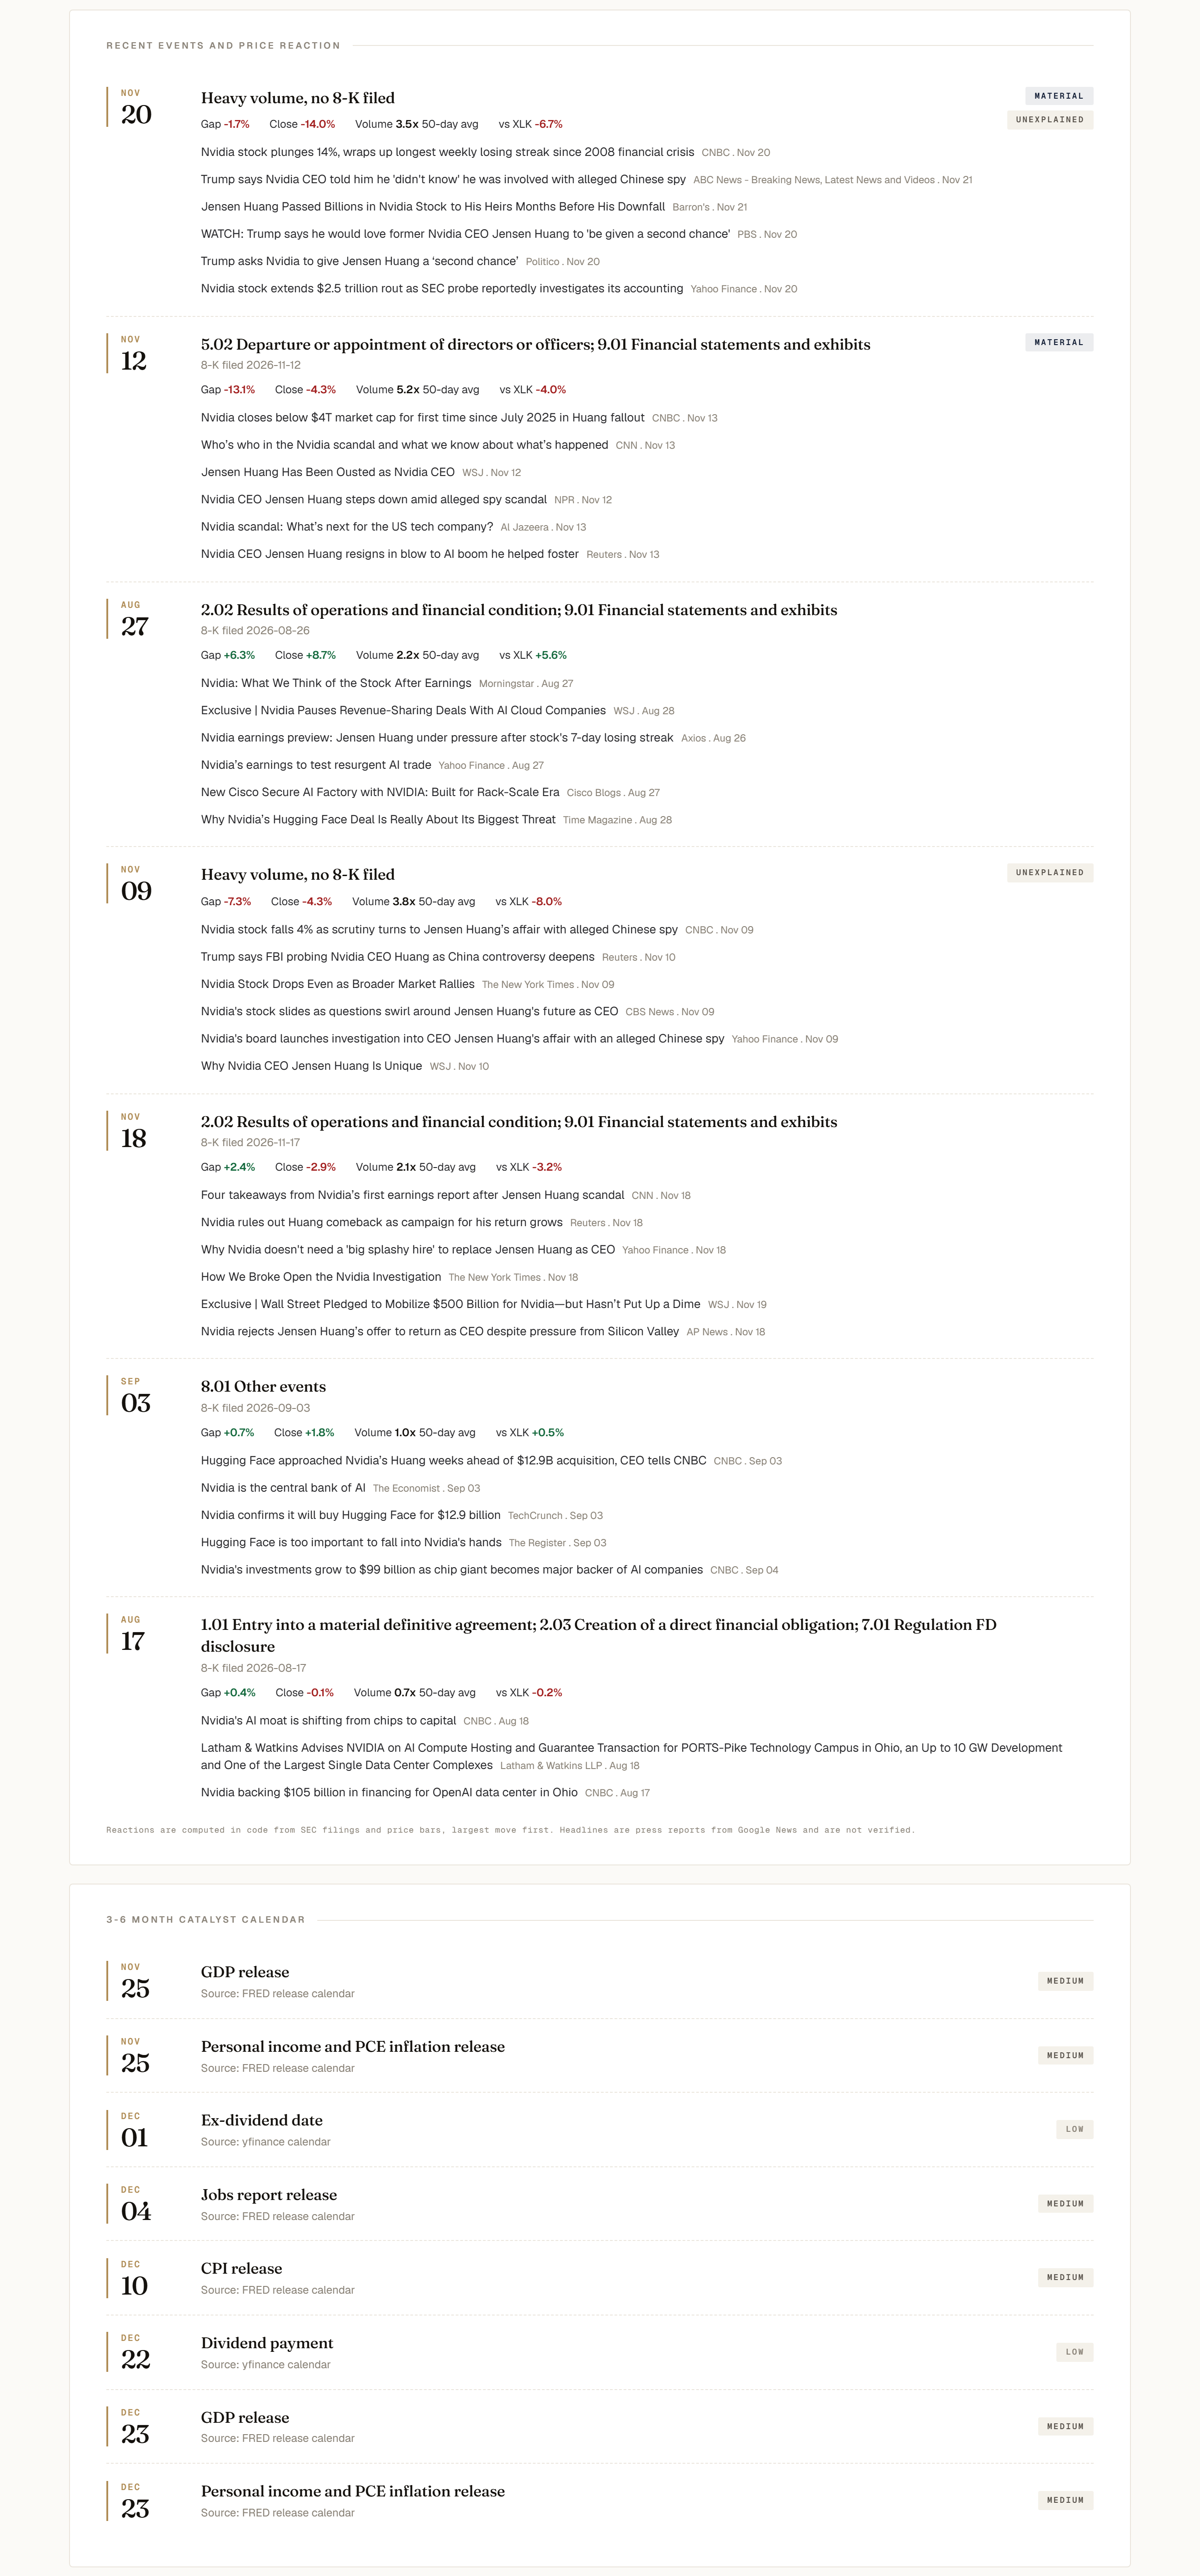 RECENT EVENTS AND PRICE REACTION
NOV
20
Heavy volume, no 8-K filed
MATERIAL
UNEXPLAINED
Gap -1.7% Close -14.0% Volume 3.5x 50-day avg vs XLK -6.7%
Nvidia stock plunges 14%, wraps up longest weekly losing streak since 2008 financial crisis CNBC . Nov 20
Trump says Nvidia CEO told him he 'didn't know' he was involved with alleged Chinese spy ABC News - Breaking News, Latest News and Videos . Nov 21
Jensen Huang Passed Billions in Nvidia Stock to His Heirs Months Before His Downfall Barron's . Nov 21
WATCH: Trump says he would love former Nvidia CEO Jensen Huang to 'be given a second chance' PBS . Nov 20
Trump asks Nvidia to give Jensen Huang a ‘second chance’ Politico . Nov 20
Nvidia stock extends $2.5 trillion rout as SEC probe reportedly investigates its accounting Yahoo Finance . Nov 20
NOV
12
5.02 Departure or appointment of directors or officers; 9.01 Financial statements and exhibits
MATERIAL
8-K filed 2026-11-12
Gap -13.1% Close -4.3% Volume 5.2x 50-day avg vs XLK -4.0%
Nvidia closes below $4T market cap for first time since July 2025 in Huang fallout CNBC . Nov 13
Who’s who in the Nvidia scandal and what we know about what’s happened CNN . Nov 13
Jensen Huang Has Been Ousted as Nvidia CEO WSJ . Nov 12
Nvidia CEO Jensen Huang steps down amid alleged spy scandal NPR . Nov 12
Nvidia scandal: What’s next for the US tech company? Al Jazeera . Nov 13
Nvidia CEO Jensen Huang resigns in blow to AI boom he helped foster Reuters . Nov 13
AUG
27
2.02 Results of operations and financial condition; 9.01 Financial statements and exhibits
8-K filed 2026-08-26
Gap +6.3% Close +8.7% Volume 2.2x 50-day avg vs XLK +5.6%
Nvidia: What We Think of the Stock After Earnings Morningstar . Aug 27
Exclusive | Nvidia Pauses Revenue-Sharing Deals With AI Cloud Companies WSJ . Aug 28
Nvidia earnings preview: Jensen Huang under pressure after stock's 7-day losing streak Axios . Aug 26
Nvidia’s earnings to test resurgent AI trade Yahoo Finance . Aug 27
New Cisco Secure AI Factory with NVIDIA: Built for Rack-Scale Era Cisco Blogs . Aug 27
Why Nvidia’s Hugging Face Deal Is Really About Its Biggest Threat Time Magazine . Aug 28
NOV
09
Heavy volume, no 8-K filed
UNEXPLAINED
Gap -7.3% Close -4.3% Volume 3.8x 50-day avg vs XLK -8.0%
Nvidia stock falls 4% as scrutiny turns to Jensen Huang’s affair with alleged Chinese spy CNBC . Nov 09
Trump says FBI probing Nvidia CEO Huang as China controversy deepens Reuters . Nov 10
Nvidia Stock Drops Even as Broader Market Rallies The New York Times . Nov 09
Nvidia's stock slides as questions swirl around Jensen Huang's future as CEO CBS News . Nov 09
Nvidia's board launches investigation into CEO Jensen Huang's affair with an alleged Chinese spy Yahoo Finance . Nov 09
Why Nvidia CEO Jensen Huang Is Unique WSJ . Nov 10
NOV
18
2.02 Results of operations and financial condition; 9.01 Financial statements and exhibits
8-K filed 2026-11-17
Gap +2.4% Close -2.9% Volume 2.1x 50-day avg vs XLK -3.2%
Four takeaways from Nvidia’s first earnings report after Jensen Huang scandal CNN . Nov 18
Nvidia rules out Huang comeback as campaign for his return grows Reuters . Nov 18
Why Nvidia doesn't need a 'big splashy hire' to replace Jensen Huang as CEO Yahoo Finance . Nov 18
How We Broke Open the Nvidia Investigation The New York Times . Nov 18
Exclusive | Wall Street Pledged to Mobilize $500 Billion for Nvidia—but Hasn’t Put Up a Dime WSJ . Nov 19
Nvidia rejects Jensen Huang’s offer to return as CEO despite pressure from Silicon Valley AP News . Nov 18
SEP
03
8.01 Other events
8-K filed 2026-09-03
Gap +0.7% Close +1.8% Volume 1.0x 50-day avg vs XLK +0.5%
Hugging Face approached Nvidia’s Huang weeks ahead of $12.9B acquisition, CEO tells CNBC CNBC . Sep 03
Nvidia is the central bank of AI The Economist . Sep 03
Nvidia confirms it will buy Hugging Face for $12.9 billion TechCrunch . Sep 03
Hugging Face is too important to fall into Nvidia's hands The Register . Sep 03
Nvidia's investments grow to $99 billion as chip giant becomes major backer of AI companies CNBC . Sep 04
AUG
17
1.01 Entry into a material definitive agreement; 2.03 Creation of a direct financial obligation; 7.01 Regulation FD
disclosure
8-K filed 2026-08-17
Gap +0.4% Close -0.1% Volume 0.7x 50-day avg vs XLK -0.2%
Nvidia's AI moat is shifting from chips to capital CNBC . Aug 18
Latham & Watkins Advises NVIDIA on AI Compute Hosting and Guarantee Transaction for PORTS-Pike Technology Campus in Ohio, an Up to 10 GW Development
and One of the Largest Single Data Center Complexes Latham & Watkins LLP . Aug 18
Nvidia backing $105 billion in financing for OpenAI data center in Ohio CNBC . Aug 17
Reactions are computed in code from SEC filings and price bars, largest move first. Headlines are press reports from Google News and are not verified.
3-6 MONTH CATALYST CALENDAR
NOV
25
GDP release
Source: FRED release calendar
MEDIUM
NOV
25
Personal income and PCE inflation release
Source: FRED release calendar
MEDIUM
DEC
01
Ex-dividend date
Source: yfinance calendar
LOW
DEC
04
Jobs report release
Source: FRED release calendar
MEDIUM
DEC
10
CPI release
Source: FRED release calendar
MEDIUM
DEC
22
Dividend payment
Source: yfinance calendar
LOW
DEC
23
GDP release
Source: FRED release calendar
MEDIUM
DEC
23
Personal income and PCE inflation release
Source: FRED release calendar
MEDIUM